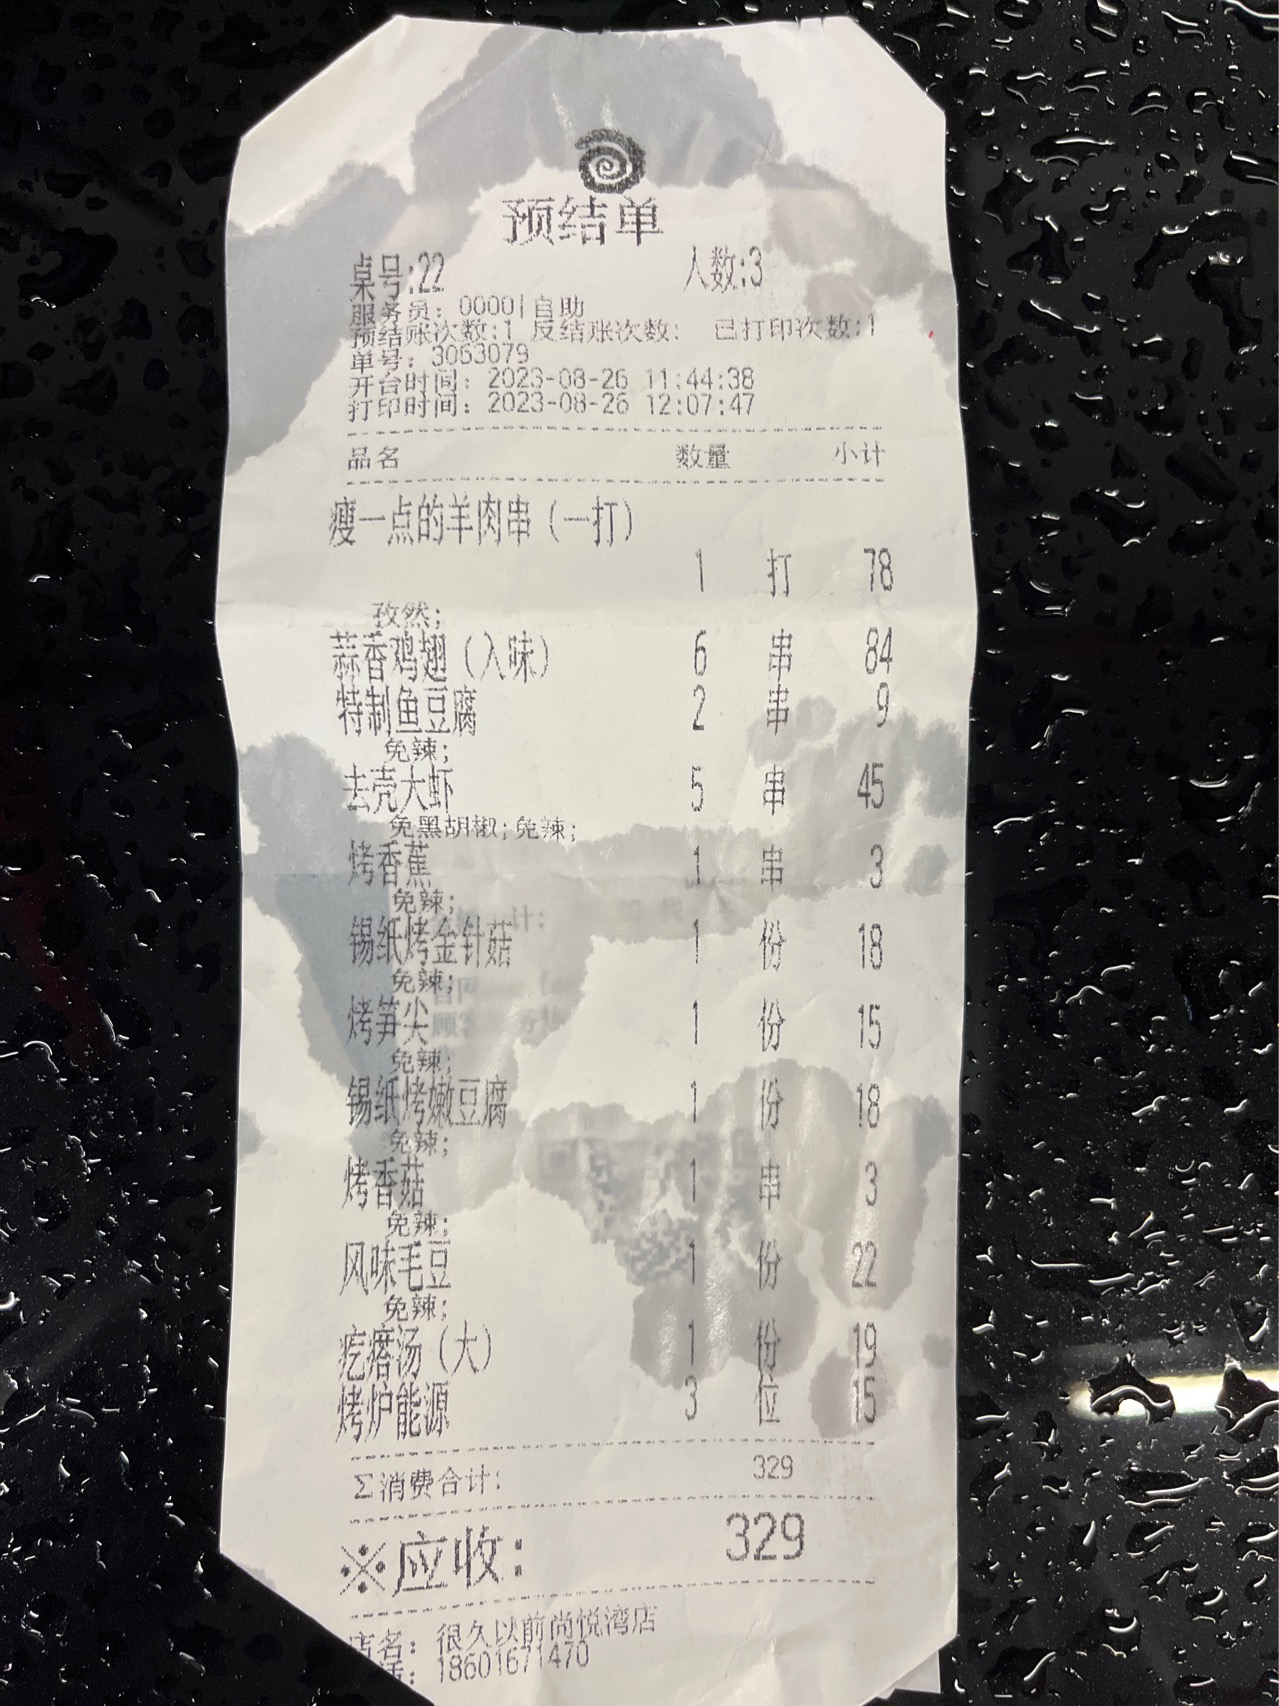 预结单
桌号:22 人数:3
服务员: 0000|自助
预结账次数:1 反结账次数: 已打印次数:1
单号: 3063079
开台时间: 2023-08-26 11:44:38
打印时间: 2023-08-26 12:07:47
品名 数量 小计
瘦一点的羊肉串(一打)
1 打 78
孜然;
蒜香鸡翅(入味) 6 串 84
特制鱼豆腐 2 串 9
免辣;
去壳大虾 5 串 45
免黑胡椒;免辣;
烤香蕉 1 串 3
免辣;
锡纸烤金针菇 1 份 18
免辣;
烤笋尖 1 份 15
免辣;
锡纸烤嫩豆腐 1 份 18
免辣;
烤香菇 1 串 3
免辣;
风味毛豆 1 份 22
免辣;
疙瘩汤(大) 1 份 19
烤炉能源 3 位 15
Σ消费合计: 329
※应收: 329
店名: 很久以前尚悦湾店
: 18601671470